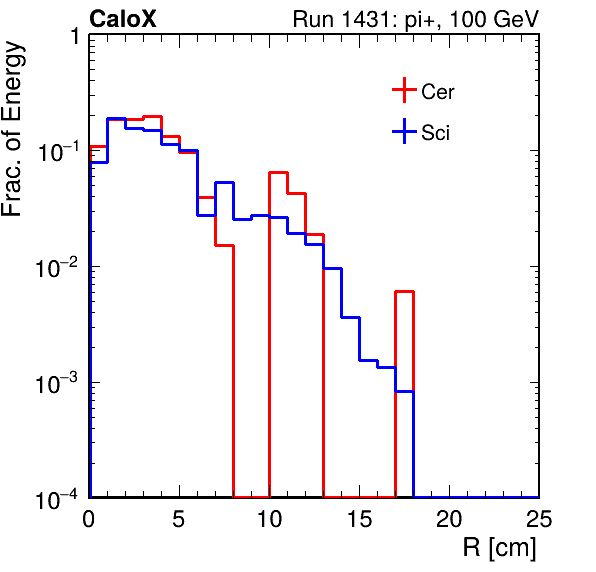 CaloX Run 1431: pi+, 100 GeV
Frac. of Energy
1
10⁻¹
10⁻²
10⁻³
10⁻⁴
Cer
Sci
0 5 10 15 20 25
R [cm]